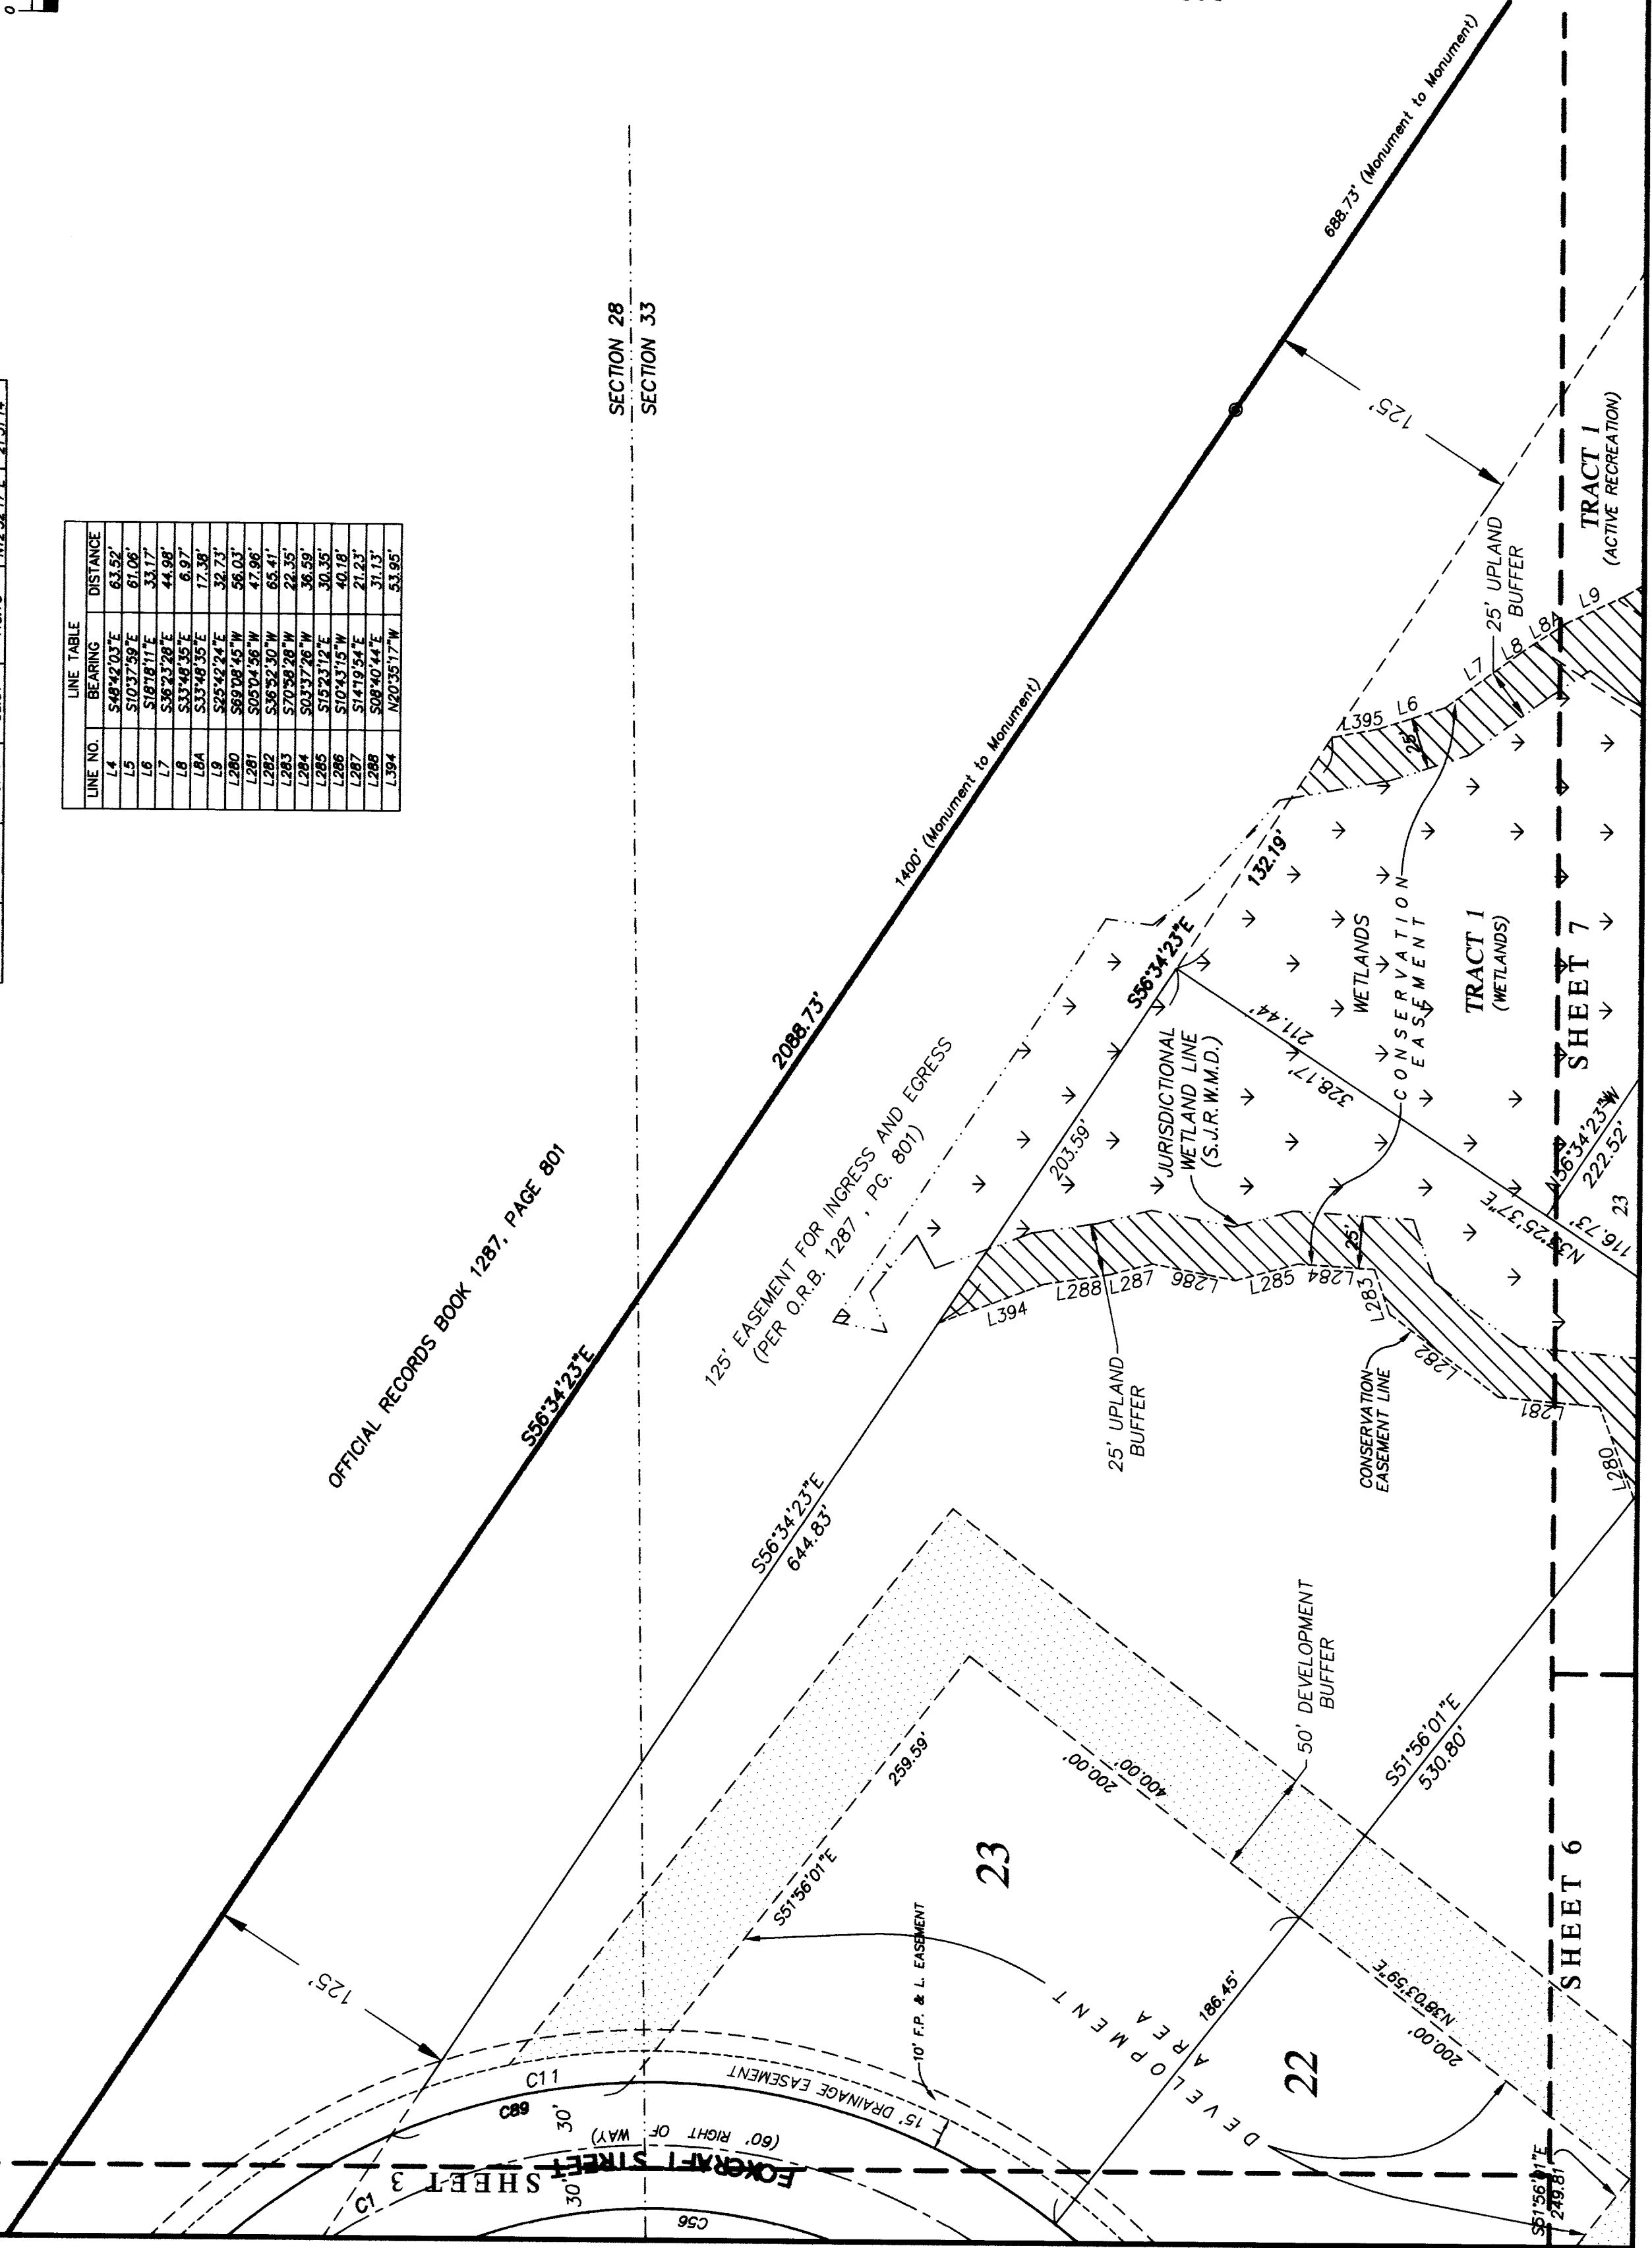 LINE TABLE
LINE NO. BEARING DISTANCE
L4 S48°42'03"E 63.52'
L5 S10°37'59"E 61.06'
L6 S18°18'11"E 33.17'
L7 S36°23'28"E 44.98'
L8 S33°48'35"E 6.97'
L8A S33°48'35"E 17.38'
L9 S25°42'24"E 32.73'
L280 S69°08'45"W 56.03'
L281 S05°04'56"W 47.96'
L282 S36°52'30"W 65.41'
L283 S70°58'28"W 22.35'
L284 S03°37'26"W 36.59'
L285 S15°23'12"E 30.35'
L286 S10°43'15"W 40.18'
L287 S14°19'54"E 21.23'
L288 S08°40'44"E 31.13'
L394 N20°35'17"W 53.95'
SECTION 28
SECTION 33
OFFICIAL RECORDS BOOK 1287, PAGE 801
S56°34'23"E
2088.73'
1400' (Monument to Monument)
688.73' (Monument to Monument)
125'
125'
125' EASEMENT FOR INGRESS AND EGRESS
(PER O.R.B. 1287 , PG. 801)
S56°34'23"E
644.83'
203.59'
S56°34'23"E
132.19'
211.44'
328.17'
JURISDICTIONAL
WETLAND LINE
(S.J.R.W.M.D.)
WETLANDS
CONSERVATION
EASEMENT
TRACT 1
(WETLANDS)
L395
L6
25'
L7
L8
L8A
L9
25' UPLAND
BUFFER
TRACT 1
(ACTIVE RECREATION)
L394
L288
L287
L286
L285
L284
L283
L282
L281
L280
25'
25' UPLAND
BUFFER
CONSERVATION
EASEMENT LINE
N33°25'37"E
116.73'
N56°34'23"W
222.52'
23
SHEET 7
S51°56'01"E
259.59'
23
200.00'
400.00'
50' DEVELOPMENT
BUFFER
S51°56'01"E
530.80'
186.45'
DEVELOPMENT
AREA
22
N38°03'59"E
200.00'
S51°56'01"E
249.81'
SHEET 6
10' F.P. & L. EASEMENT
15' DRAINAGE EASEMENT
C11
C89
30'
30'
(60' RIGHT OF WAY)
FOXCRAFT STREET
SHEET 3
C1
C56